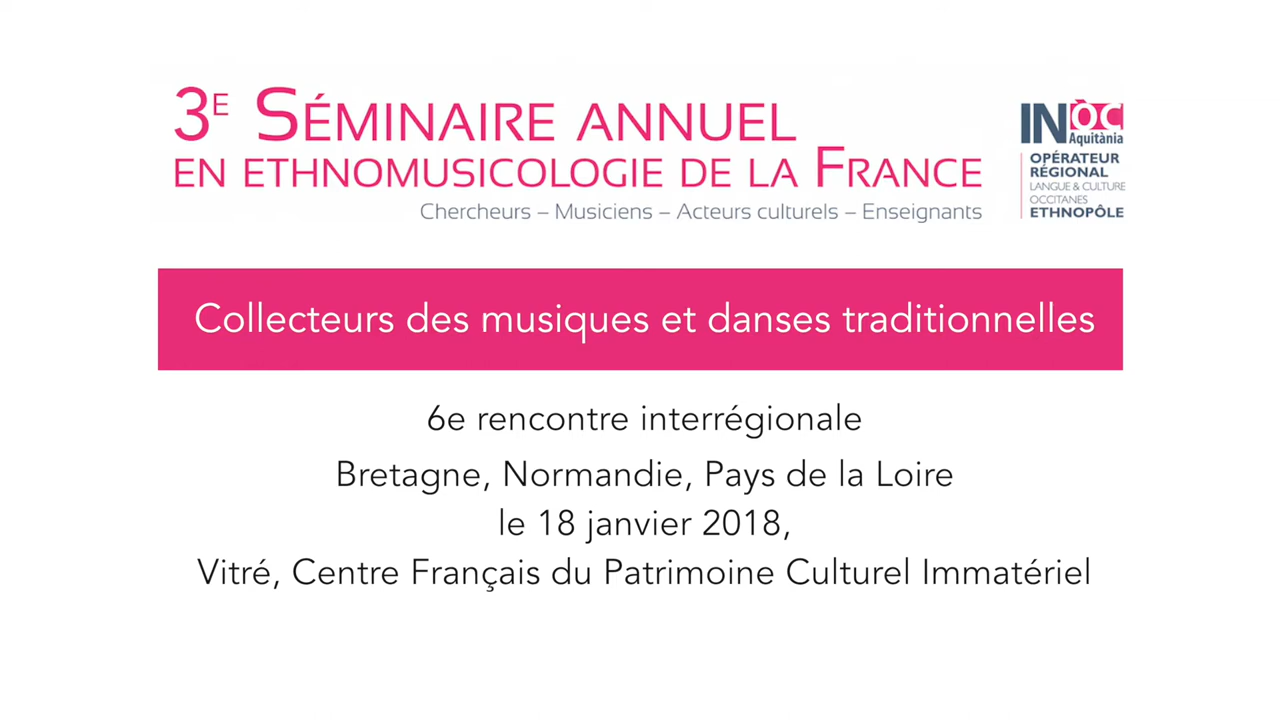 3E SÉMINAIRE ANNUEL
EN ETHNOMUSICOLOGIE DE LA FRANCE
Chercheurs – Musiciens – Acteurs culturels – Enseignants
INÒC
Aquitània
OPÉRATEUR
RÉGIONAL
LANGUE & CULTURE
OCCITANES
ETHNOPÔLE
Collecteurs des musiques et danses traditionnelles
6e rencontre interrégionale
Bretagne, Normandie, Pays de la Loire
le 18 janvier 2018,
Vitré, Centre Français du Patrimoine Culturel Immatériel